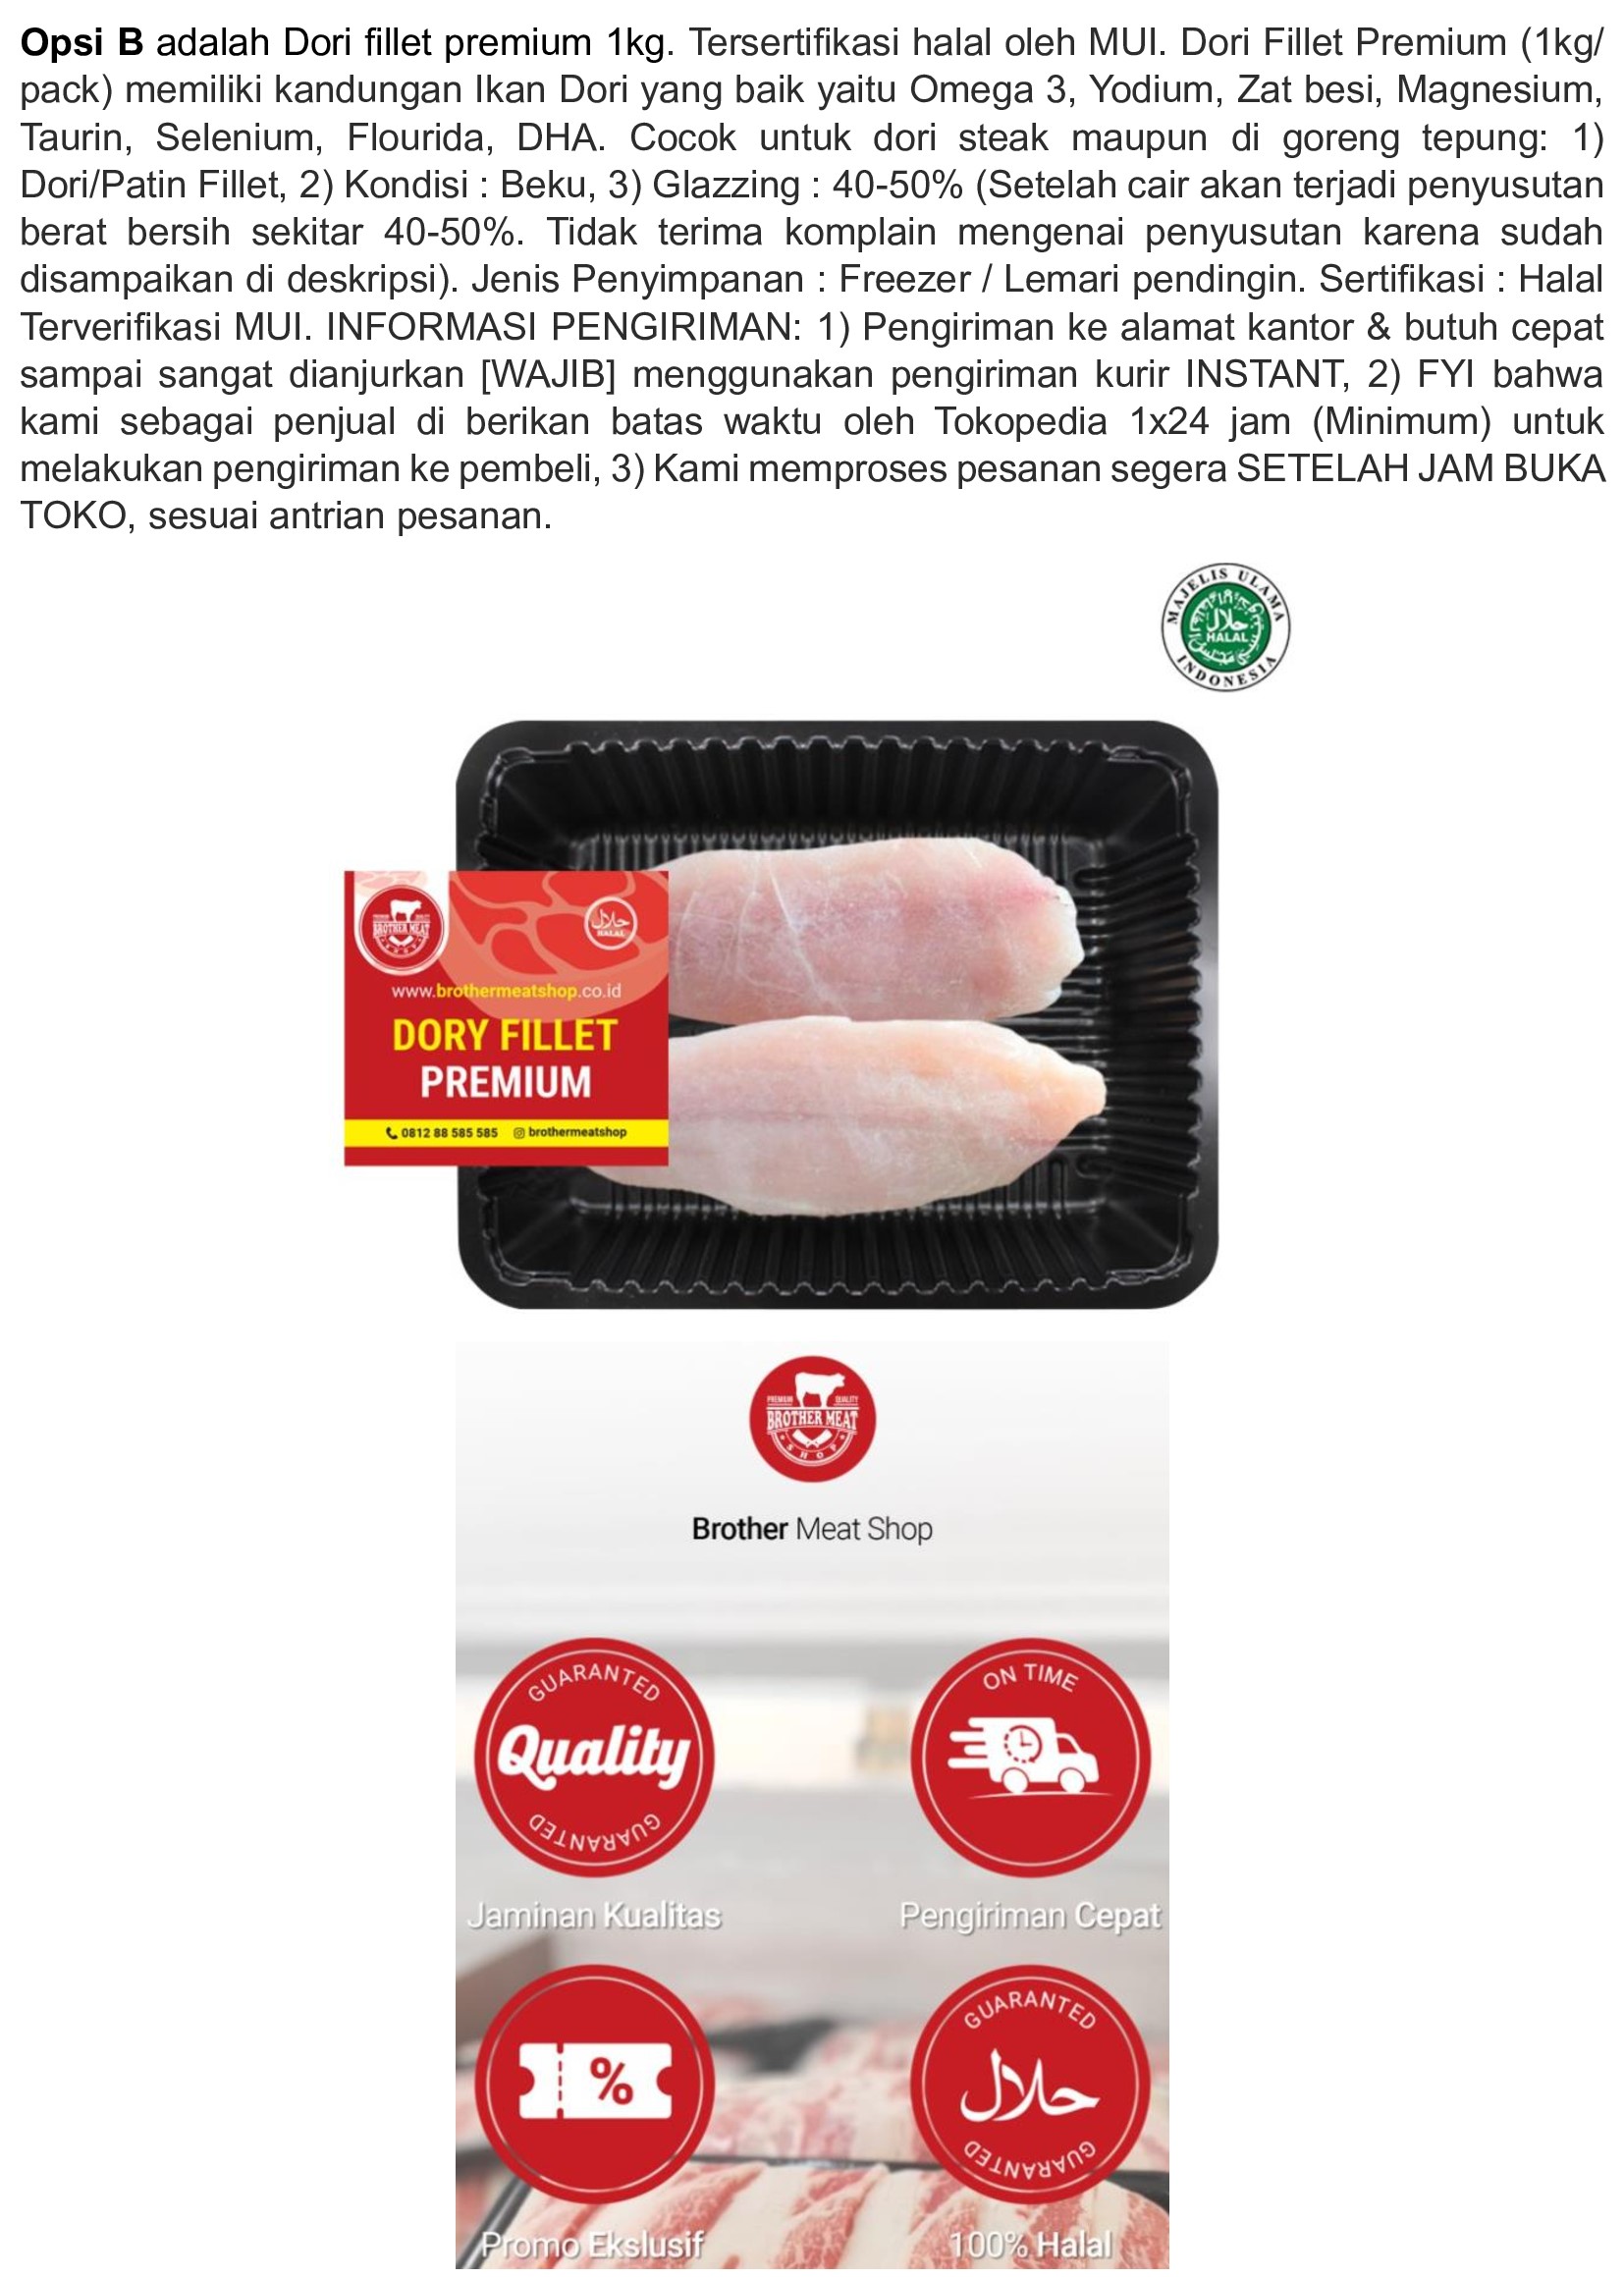 Opsi B adalah Dori fillet premium 1kg. Tersertifikasi halal oleh MUI. Dori Fillet Premium (1kg/
pack) memiliki kandungan Ikan Dori yang baik yaitu Omega 3, Yodium, Zat besi, Magnesium,
Taurin, Selenium, Flourida, DHA. Cocok untuk dori steak maupun di goreng tepung: 1)
Dori/Patin Fillet, 2) Kondisi : Beku, 3) Glazzing : 40-50% (Setelah cair akan terjadi penyusutan
berat bersih sekitar 40-50%. Tidak terima komplain mengenai penyusutan karena sudah
disampaikan di deskripsi). Jenis Penyimpanan : Freezer / Lemari pendingin. Sertifikasi : Halal
Terverifikasi MUI. INFORMASI PENGIRIMAN: 1) Pengiriman ke alamat kantor & butuh cepat
sampai sangat dianjurkan [WAJIB] menggunakan pengiriman kurir INSTANT, 2) FYI bahwa
kami sebagai penjual di berikan batas waktu oleh Tokopedia 1x24 jam (Minimum) untuk
melakukan pengiriman ke pembeli, 3) Kami memproses pesanan segera SETELAH JAM BUKA
TOKO, sesuai antrian pesanan.
MAJELIS ULAMA
حلال
HALAL
INDONESIA
BROTHER MEAT
SHOP
حلال
HALAL
www.brothermeatshop.co.id
DORY FILLET
PREMIUM
0812 88 585 585 brothermeatshop
PREMIUM QUALITY
BROTHER MEAT
SHOP
Brother Meat Shop
GUARANTED
Quality
GUARANTED
ON TIME
Jaminan Kualitas
Pengiriman Cepat
%
GUARANTED
حلال
GUARANTED
Promo Ekslusif
100% Halal